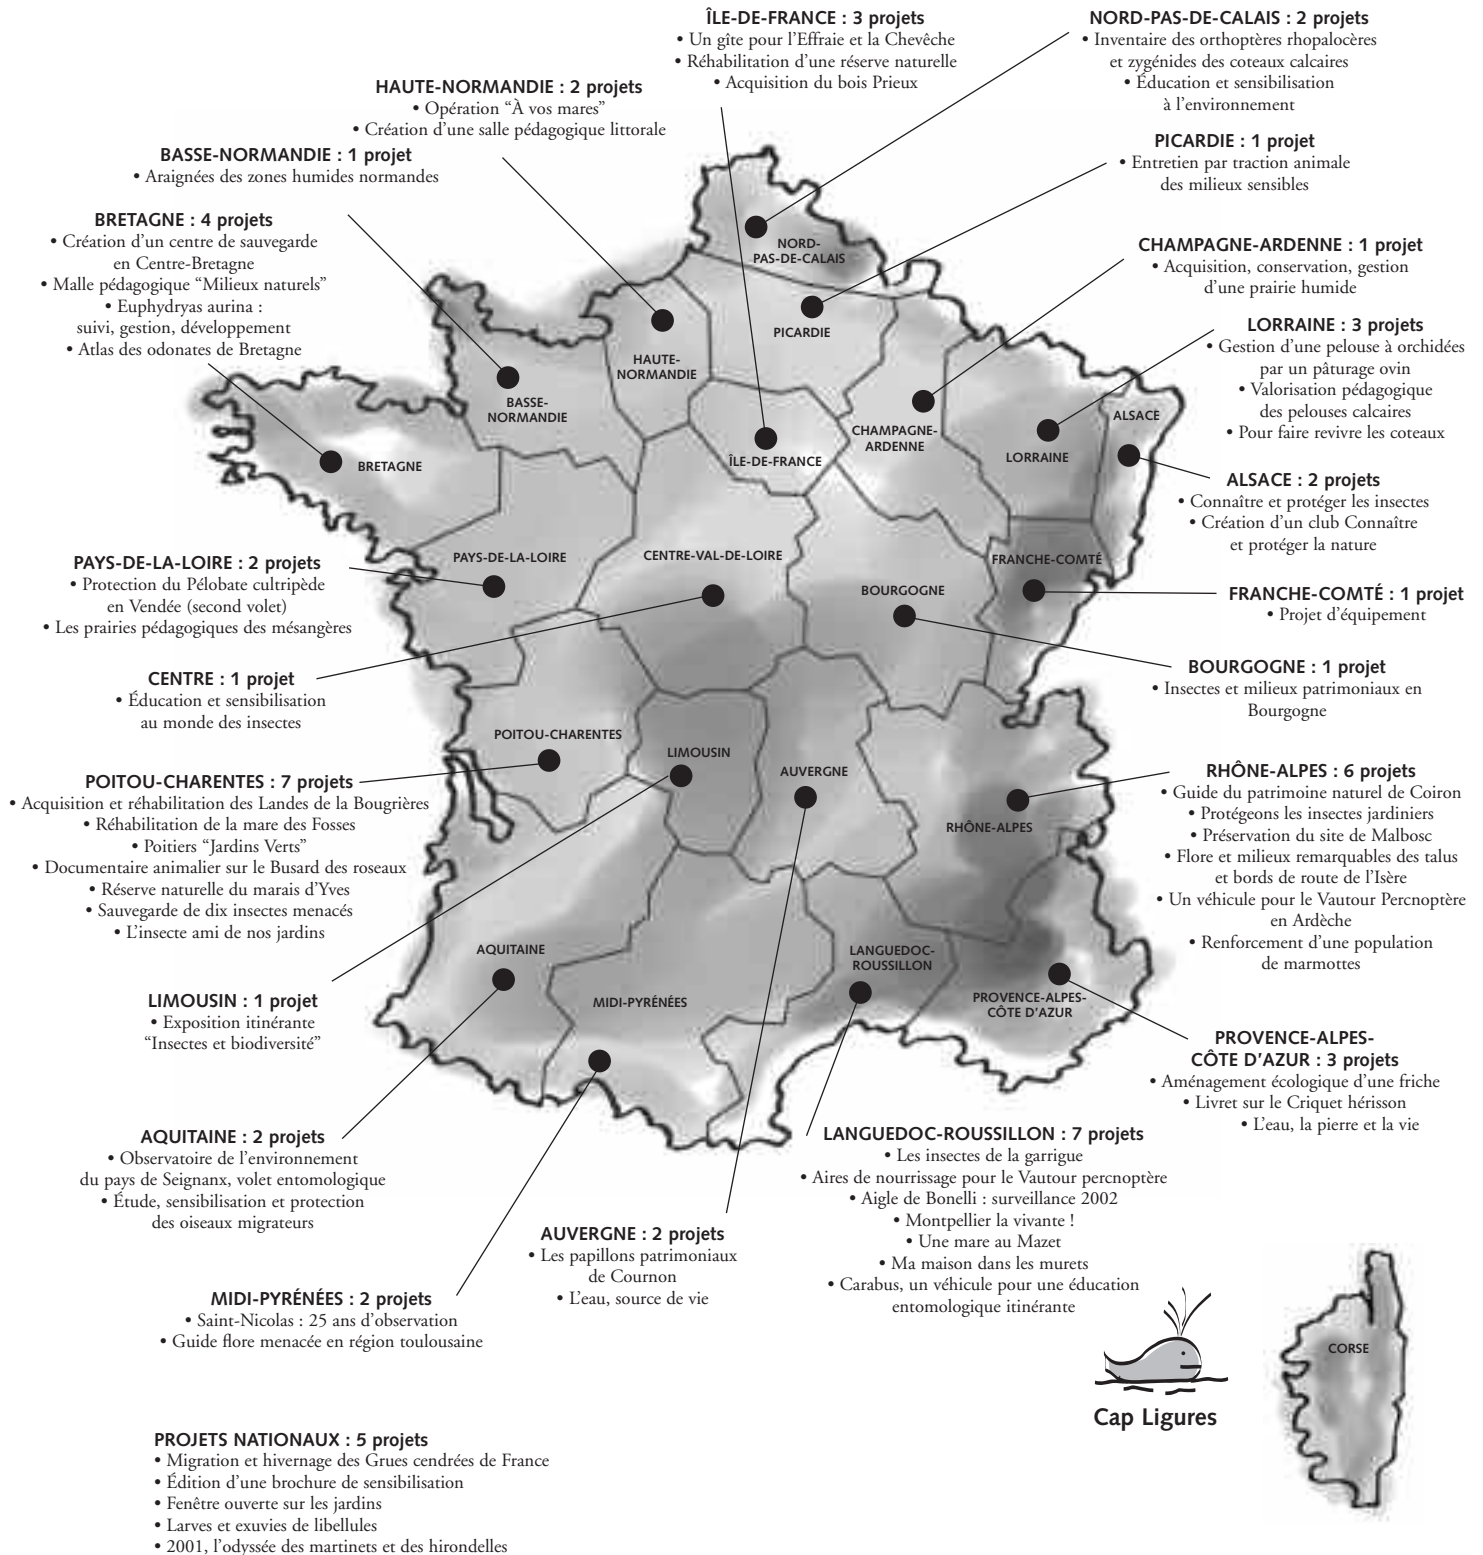 ÎLE-DE-FRANCE : 3 projets
• Un gîte pour l'Effraie et la Chevêche
• Réhabilitation d'une réserve naturelle
• Acquisition du bois Prieux
NORD-PAS-DE-CALAIS : 2 projets
• Inventaire des orthoptères rhopalocères
et zygénides des coteaux calcaires
• Éducation et sensibilisation
à l'environnement
HAUTE-NORMANDIE : 2 projets
• Opération “À vos mares”
• Création d'une salle pédagogique littorale
PICARDIE : 1 projet
• Entretien par traction animale
des milieux sensibles
BASSE-NORMANDIE : 1 projet
• Araignées des zones humides normandes
BRETAGNE : 4 projets
• Création d'un centre de sauvegarde
en Centre-Bretagne
• Malle pédagogique “Milieux naturels”
• Euphydryas aurina :
suivi, gestion, développement
• Atlas des odonates de Bretagne
CHAMPAGNE-ARDENNE : 1 projet
• Acquisition, conservation, gestion
d'une prairie humide
LORRAINE : 3 projets
• Gestion d'une pelouse à orchidées
par un pâturage ovin
• Valorisation pédagogique
des pelouses calcaires
• Pour faire revivre les coteaux
ALSACE : 2 projets
• Connaître et protéger les insectes
• Création d'un club Connaître
et protéger la nature
PAYS-DE-LA-LOIRE : 2 projets
• Protection du Pélobate cultripède
en Vendée (second volet)
• Les prairies pédagogiques des mésangères
FRANCHE-COMTÉ : 1 projet
• Projet d'équipement
CENTRE : 1 projet
• Éducation et sensibilisation
au monde des insectes
BOURGOGNE : 1 projet
• Insectes et milieux patrimoniaux en
Bourgogne
POITOU-CHARENTES : 7 projets
• Acquisition et réhabilitation des Landes de la Bougrières
• Réhabilitation de la mare des Fosses
• Poitiers “Jardins Verts”
• Documentaire animalier sur le Busard des roseaux
• Réserve naturelle du marais d'Yves
• Sauvegarde de dix insectes menacés
• L'insecte ami de nos jardins
RHÔNE-ALPES : 6 projets
• Guide du patrimoine naturel de Coiron
• Protégeons les insectes jardiniers
• Préservation du site de Malbosc
• Flore et milieux remarquables des talus
et bords de route de l'Isère
• Un véhicule pour le Vautour Percnoptère
en Ardèche
• Renforcement d'une population
de marmottes
LIMOUSIN : 1 projet
• Exposition itinérante
“Insectes et biodiversité”
PROVENCE-ALPES-
CÔTE D'AZUR : 3 projets
• Aménagement écologique d'une friche
• Livret sur le Criquet hérisson
• L'eau, la pierre et la vie
AQUITAINE : 2 projets
• Observatoire de l'environnement
du pays de Seignanx, volet entomologique
• Étude, sensibilisation et protection
des oiseaux migrateurs
LANGUEDOC-ROUSSILLON : 7 projets
• Les insectes de la garrigue
• Aires de nourrissage pour le Vautour percnoptère
• Aigle de Bonelli : surveillance 2002
• Montpellier la vivante !
• Une mare au Mazet
• Ma maison dans les murets
• Carabus, un véhicule pour une éducation
entomologique itinérante
AUVERGNE : 2 projets
• Les papillons patrimoniaux
de Cournon
• L'eau, source de vie
MIDI-PYRÉNÉES : 2 projets
• Saint-Nicolas : 25 ans d'observation
• Guide flore menacée en région toulousaine
NORD-
PAS-DE-CALAIS
PICARDIE
HAUTE-
NORMANDIE
BASSE-
NORMANDIE
ALSACE
CHAMPAGNE-
ARDENNE
LORRAINE
ÎLE-DE-FRANCE
BRETAGNE
PAYS-DE-LA-LOIRE
CENTRE-VAL-DE-LOIRE
FRANCHE-COMTÉ
BOURGOGNE
POITOU-CHARENTES
LIMOUSIN
AUVERGNE
RHÔNE-ALPES
AQUITAINE
MIDI-PYRÉNÉES
LANGUEDOC-
ROUSSILLON
PROVENCE-ALPES-
CÔTE D'AZUR
CORSE
Cap Ligures
PROJETS NATIONAUX : 5 projets
• Migration et hivernage des Grues cendrées de France
• Édition d'une brochure de sensibilisation
• Fenêtre ouverte sur les jardins
• Larves et exuvies de libellules
• 2001, l'odyssée des martinets et des hirondelles